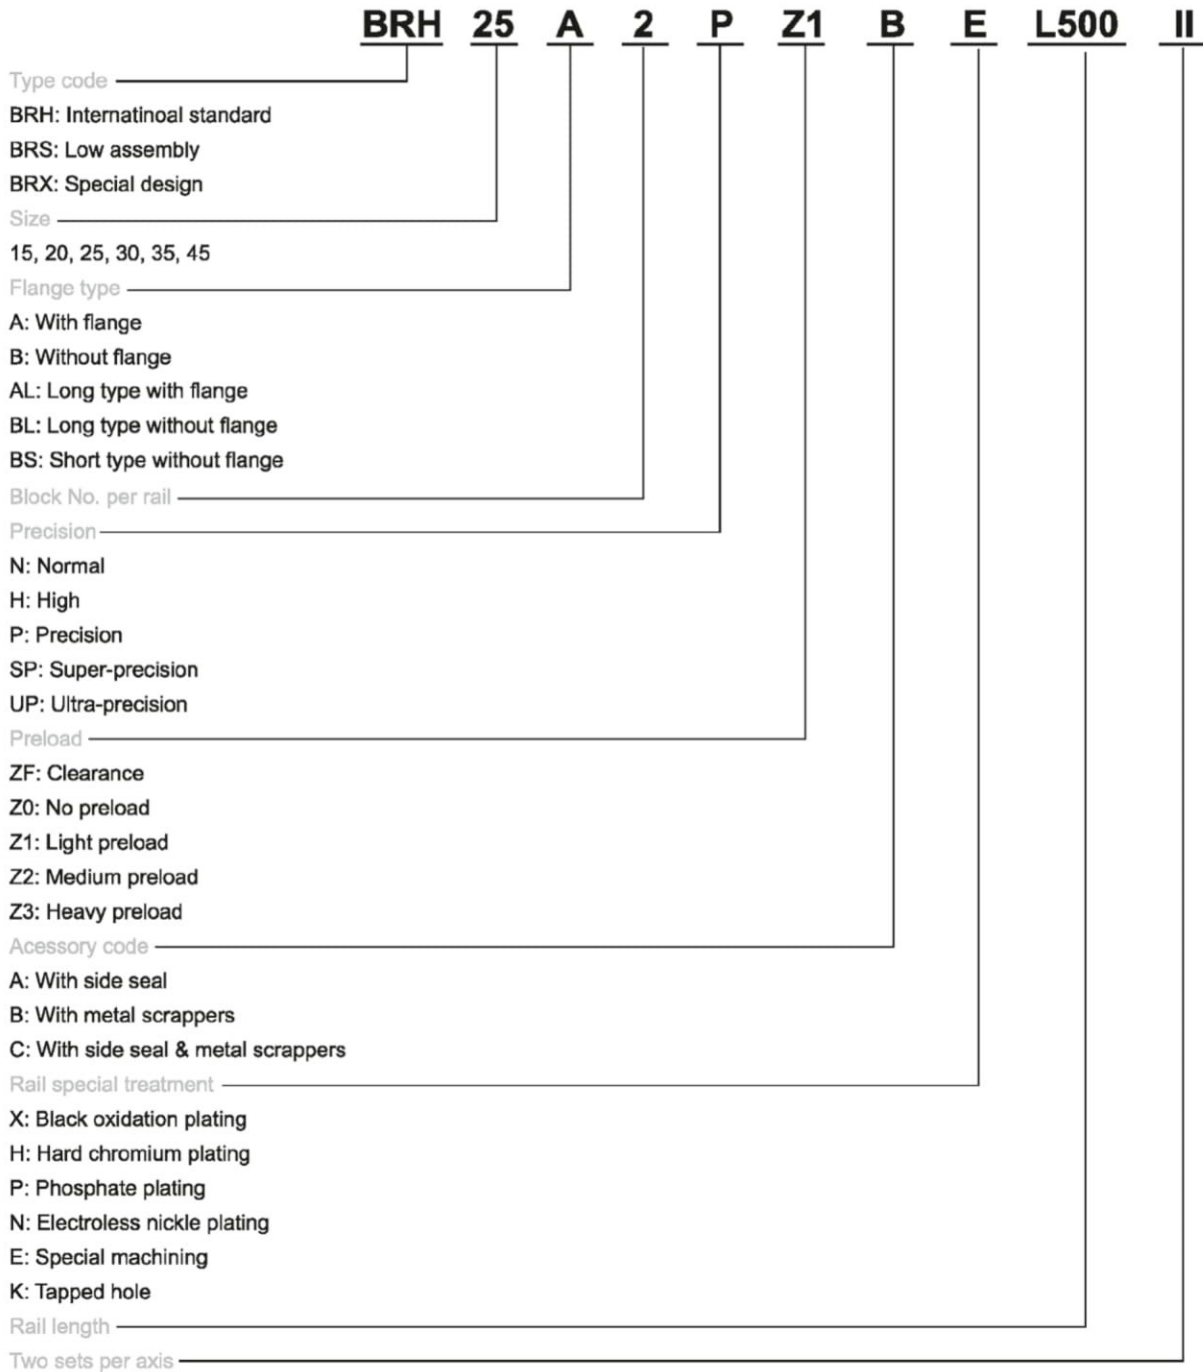 BRH 25 A 2 P Z1 B E L500 II
Type code
BRH: Internatinoal standard
BRS: Low assembly
BRX: Special design
Size
15, 20, 25, 30, 35, 45
Flange type
A: With flange
B: Without flange
AL: Long type with flange
BL: Long type without flange
BS: Short type without flange
Block No. per rail
Precision
N: Normal
H: High
P: Precision
SP: Super-precision
UP: Ultra-precision
Preload
ZF: Clearance
Z0: No preload
Z1: Light preload
Z2: Medium preload
Z3: Heavy preload
Acessory code
A: With side seal
B: With metal scrappers
C: With side seal & metal scrappers
Rail special treatment
X: Black oxidation plating
H: Hard chromium plating
P: Phosphate plating
N: Electroless nickle plating
E: Special machining
K: Tapped hole
Rail length
Two sets per axis